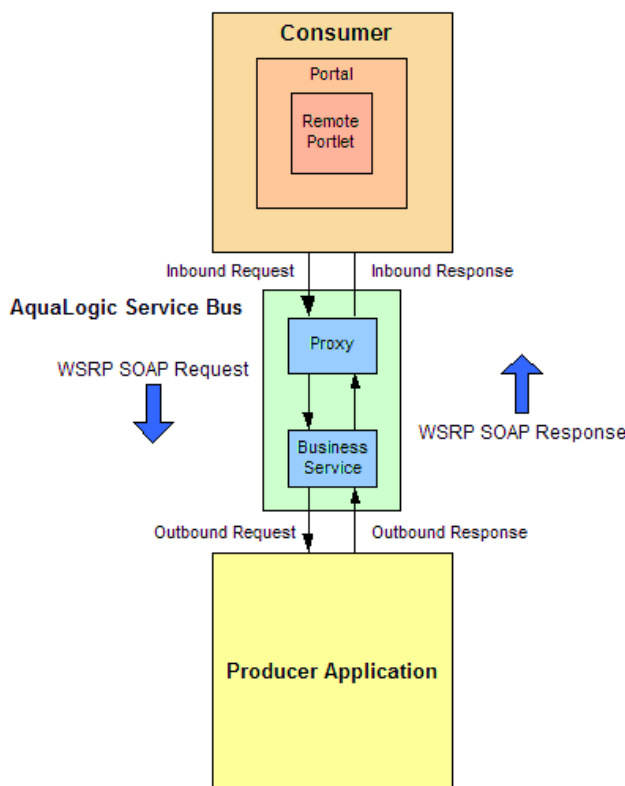 Consumer
Portal
Remote
Portlet
Inbound Request
Inbound Response
AquaLogic Service Bus
Proxy
WSRP SOAP Request
WSRP SOAP Response
Business
Service
Outbound Request
Outbound Response
Producer Application